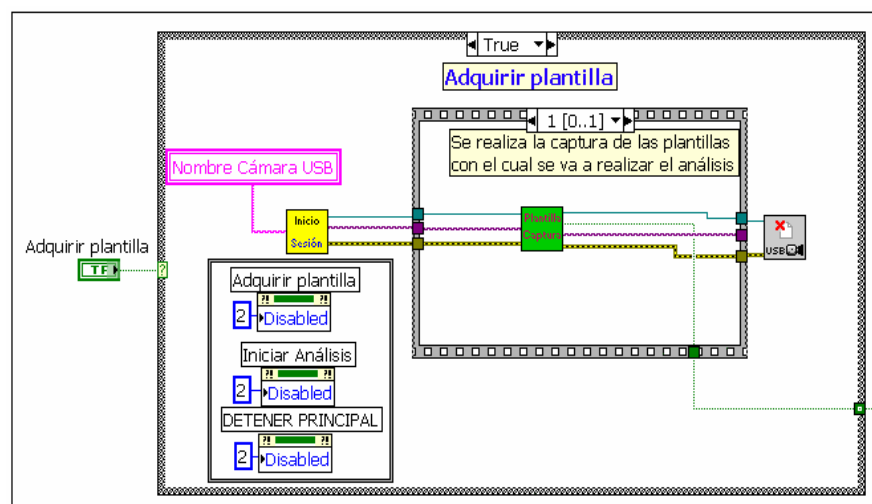 True
Adquirir plantilla
1 [0..1]
Se realiza la captura de las plantillas
con el cual se va a realizar el análisis
Nombre Cámara USB
Inicio
Sesión
Plantilla
Captura
USB
Adquirir plantilla
TF
?
Adquirir plantilla
?! ?!
2 Disabled
Iniciar Análisis
?! ?!
2 Disabled
DETENER PRINCIPAL
?! ?!
2 Disabled